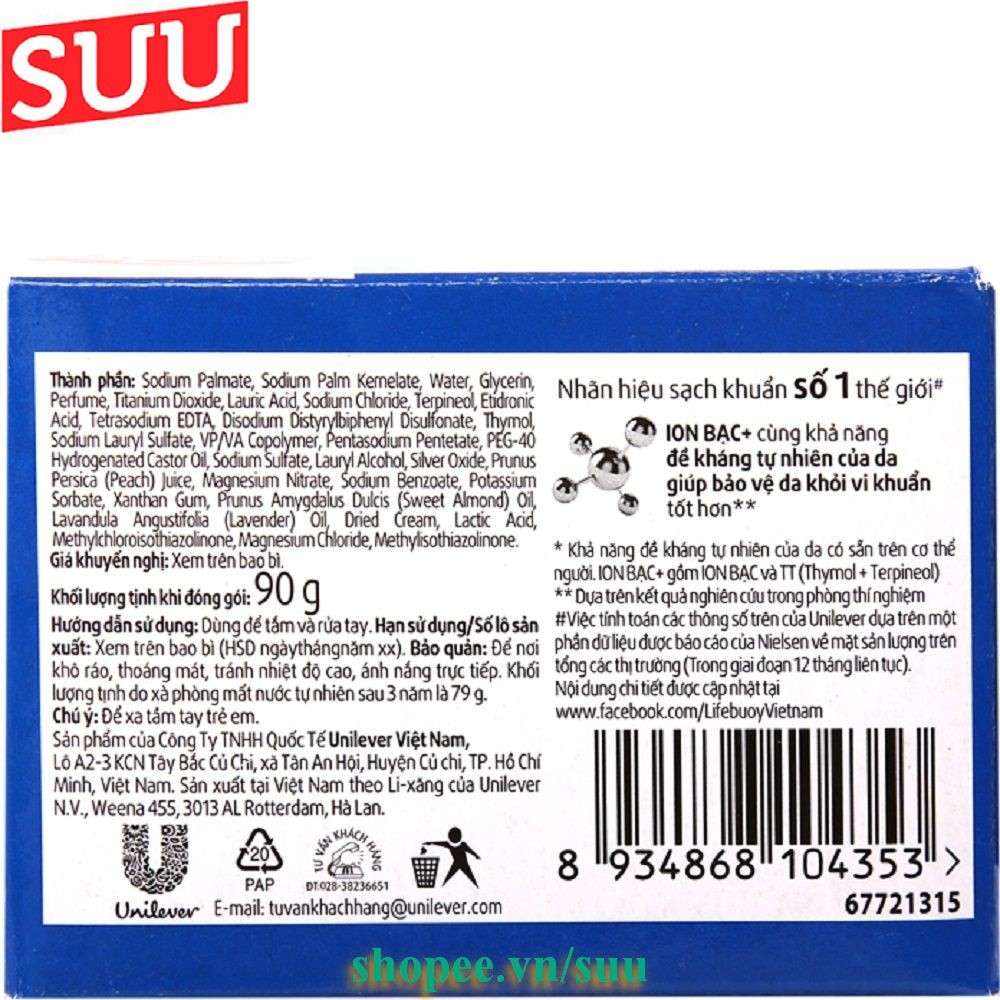 SUU
Thành phần: Sodium Palmate, Sodium Palm Kernelate, Water, Glycerin,
Perfume, Titanium Dioxide, Lauric Acid, Sodium Chloride, Terpineol, Etidronic
Acid, Tetrasodium EDTA, Disodium Distyrylbiphenyl Disulfonate, Thymol,
Sodium Lauryl Sulfate, VP/VA Copolymer, Pentasodium Pentetate, PEG-40
Hydrogenated Castor Oil, Sodium Sulfate, Lauryl Alcohol, Silver Oxide, Prunus
Persica (Peach) Juice, Magnesium Nitrate, Sodium Benzoate, Potassium
Sorbate, Xanthan Gum, Prunus Amygdalus Dulcis (Sweet Almond) Oil,
Lavandula Angustifolia (Lavender) Oil, Dried Cream, Lactic Acid,
Methylchloroisothiazolinone, Magnesium Chloride, Methylisothiazolinone.
Giá khuyến nghị: Xem trên bao bì.
Khối lượng tịnh khi đóng gói: 90 g
Hướng dẫn sử dụng: Dùng để tắm và rửa tay. Hạn sử dụng/Số lô sản
xuất: Xem trên bao bì (HSD ngàythángnăm xx). Bảo quản: Để nơi
khô ráo, thoáng mát, tránh nhiệt độ cao, ánh nắng trực tiếp. Khối
lượng tịnh do xà phòng mất nước tự nhiên sau 3 năm là 79 g.
Chú ý: Để xa tầm tay trẻ em.
Sản phẩm của Công Ty TNHH Quốc Tế Unilever Việt Nam,
Lô A2-3 KCN Tây Bắc Củ Chi, xã Tân An Hội, Huyện Củ chi, TP. Hồ Chí
Minh, Việt Nam. Sản xuất tại Việt Nam theo Li-xăng của Unilever
N.V., Weena 455, 3013 AL Rotterdam, Hà Lan.
Unilever
20
PAP
TƯ VẤN KHÁCH HÀNG
ĐT:028-38236651
E-mail: tuvankhachhang@unilever.com
Nhãn hiệu sạch khuẩn số 1 thế giới#
ION BẠC+ cùng khả năng
đề kháng tự nhiên của da
giúp bảo vệ da khỏi vi khuẩn
tốt hơn**
* Khả năng đề kháng tự nhiên của da có sẵn trên cơ thể
người. ION BẠC+ gồm ION BẠC và TT (Thymol + Terpineol)
** Dựa trên kết quả nghiên cứu trong phòng thí nghiệm
#Việc tính toán các thông số trên của Unilever dựa trên một
phần dữ liệu được báo cáo của Nielsen về mặt sản lượng trên
tổng các thị trường (Trong giai đoạn 12 tháng liên tục).
Nội dung chi tiết được cập nhật tại
www.facebook.com/LifebuoyVietnam
8 934868 104353 >
67721315
shopee.vn/suu